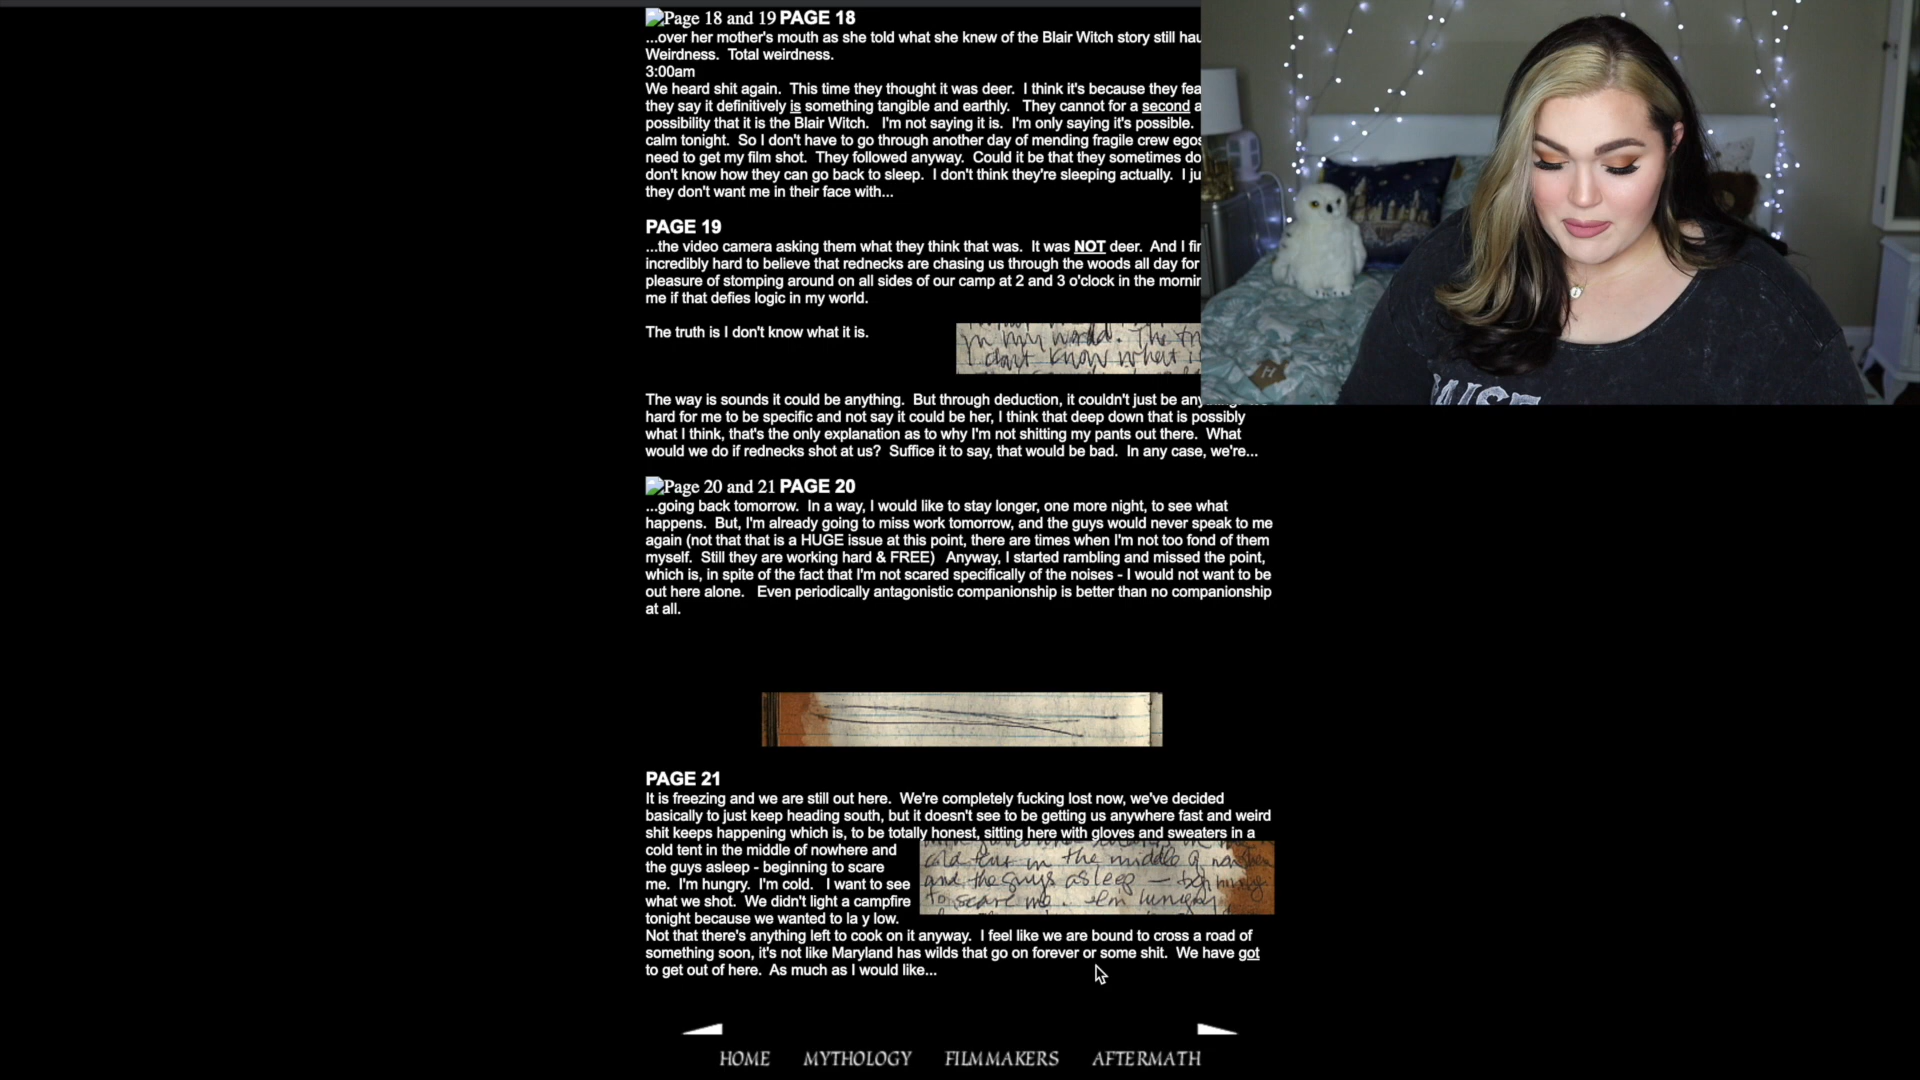 Page 18 and 19 PAGE 18
...over her mother's mouth as she told what she knew of the Blair Witch story still hau
Weirdness.  Total weirdness.
3:00am
We heard shit again.  This time they thought it was deer.  I think it's because they fea
they say it definitively is something tangible and earthly.   They cannot for a second a
possibility that it is the Blair Witch.   I'm not saying it is.  I'm only saying it's possible.
calm tonight.  So I don't have to go through another day of mending fragile crew egos
need to get my film shot.  They followed anyway.  Could it be that they sometimes do
don't know how they can go back to sleep.  I don't think they're sleeping actually.  I ju
they don't want me in their face with...
PAGE 19
...the video camera asking them what they think that was.  It was NOT deer.  And I fin
incredibly hard to believe that rednecks are chasing us through the woods all day for
pleasure of stomping around on all sides of our camp at 2 and 3 o'clock in the mornin
me if that defies logic in my world.
The truth is I don't know what it is.
in my world. The tr
I dont know what i
The way is sounds it could be anything.  But through deduction, it couldn't just be any
hard for me to be specific and not say it could be her, I think that deep down that is possibly
what I think, that's the only explanation as to why I'm not shitting my pants out there.  What
would we do if rednecks shot at us?  Suffice it to say, that would be bad.  In any case, we're...
Page 20 and 21 PAGE 20
...going back tomorrow.  In a way, I would like to stay longer, one more night, to see what
happens.  But, I'm already going to miss work tomorrow, and the guys would never speak to me
again (not that that is a HUGE issue at this point, there are times when I'm not too fond of them
myself.  Still they are working hard & FREE)   Anyway, I started rambling and missed the point,
which is, in spite of the fact that I'm not scared specifically of the noises - I would not want to be
out here alone.   Even periodically antagonistic companionship is better than no companionship
at all.
PAGE 21
It is freezing and we are still out here.  We're completely fucking lost now, we've decided
basically to just keep heading south, but it doesn't see to be getting us anywhere fast and weird
shit keeps happening which is, to be totally honest, sitting here with gloves and sweaters in a
cold tent in the middle of nowhere and
the guys asleep - beginning to scare
me.  I'm hungry.  I'm cold.   I want to see
what we shot.  We didn't light a campfire
tonight because we wanted to la y low.
cold tent in the middle of nowhere
and the guys asleep – beginning
to scare me. I'm hungry
Not that there's anything left to cook on it anyway.  I feel like we are bound to cross a road of
something soon, it's not like Maryland has wilds that go on forever or some shit.  We have got
to get out of here.  As much as I would like...
HOME MYTHOLOGY FILMMAKERS AFTERMATH
H